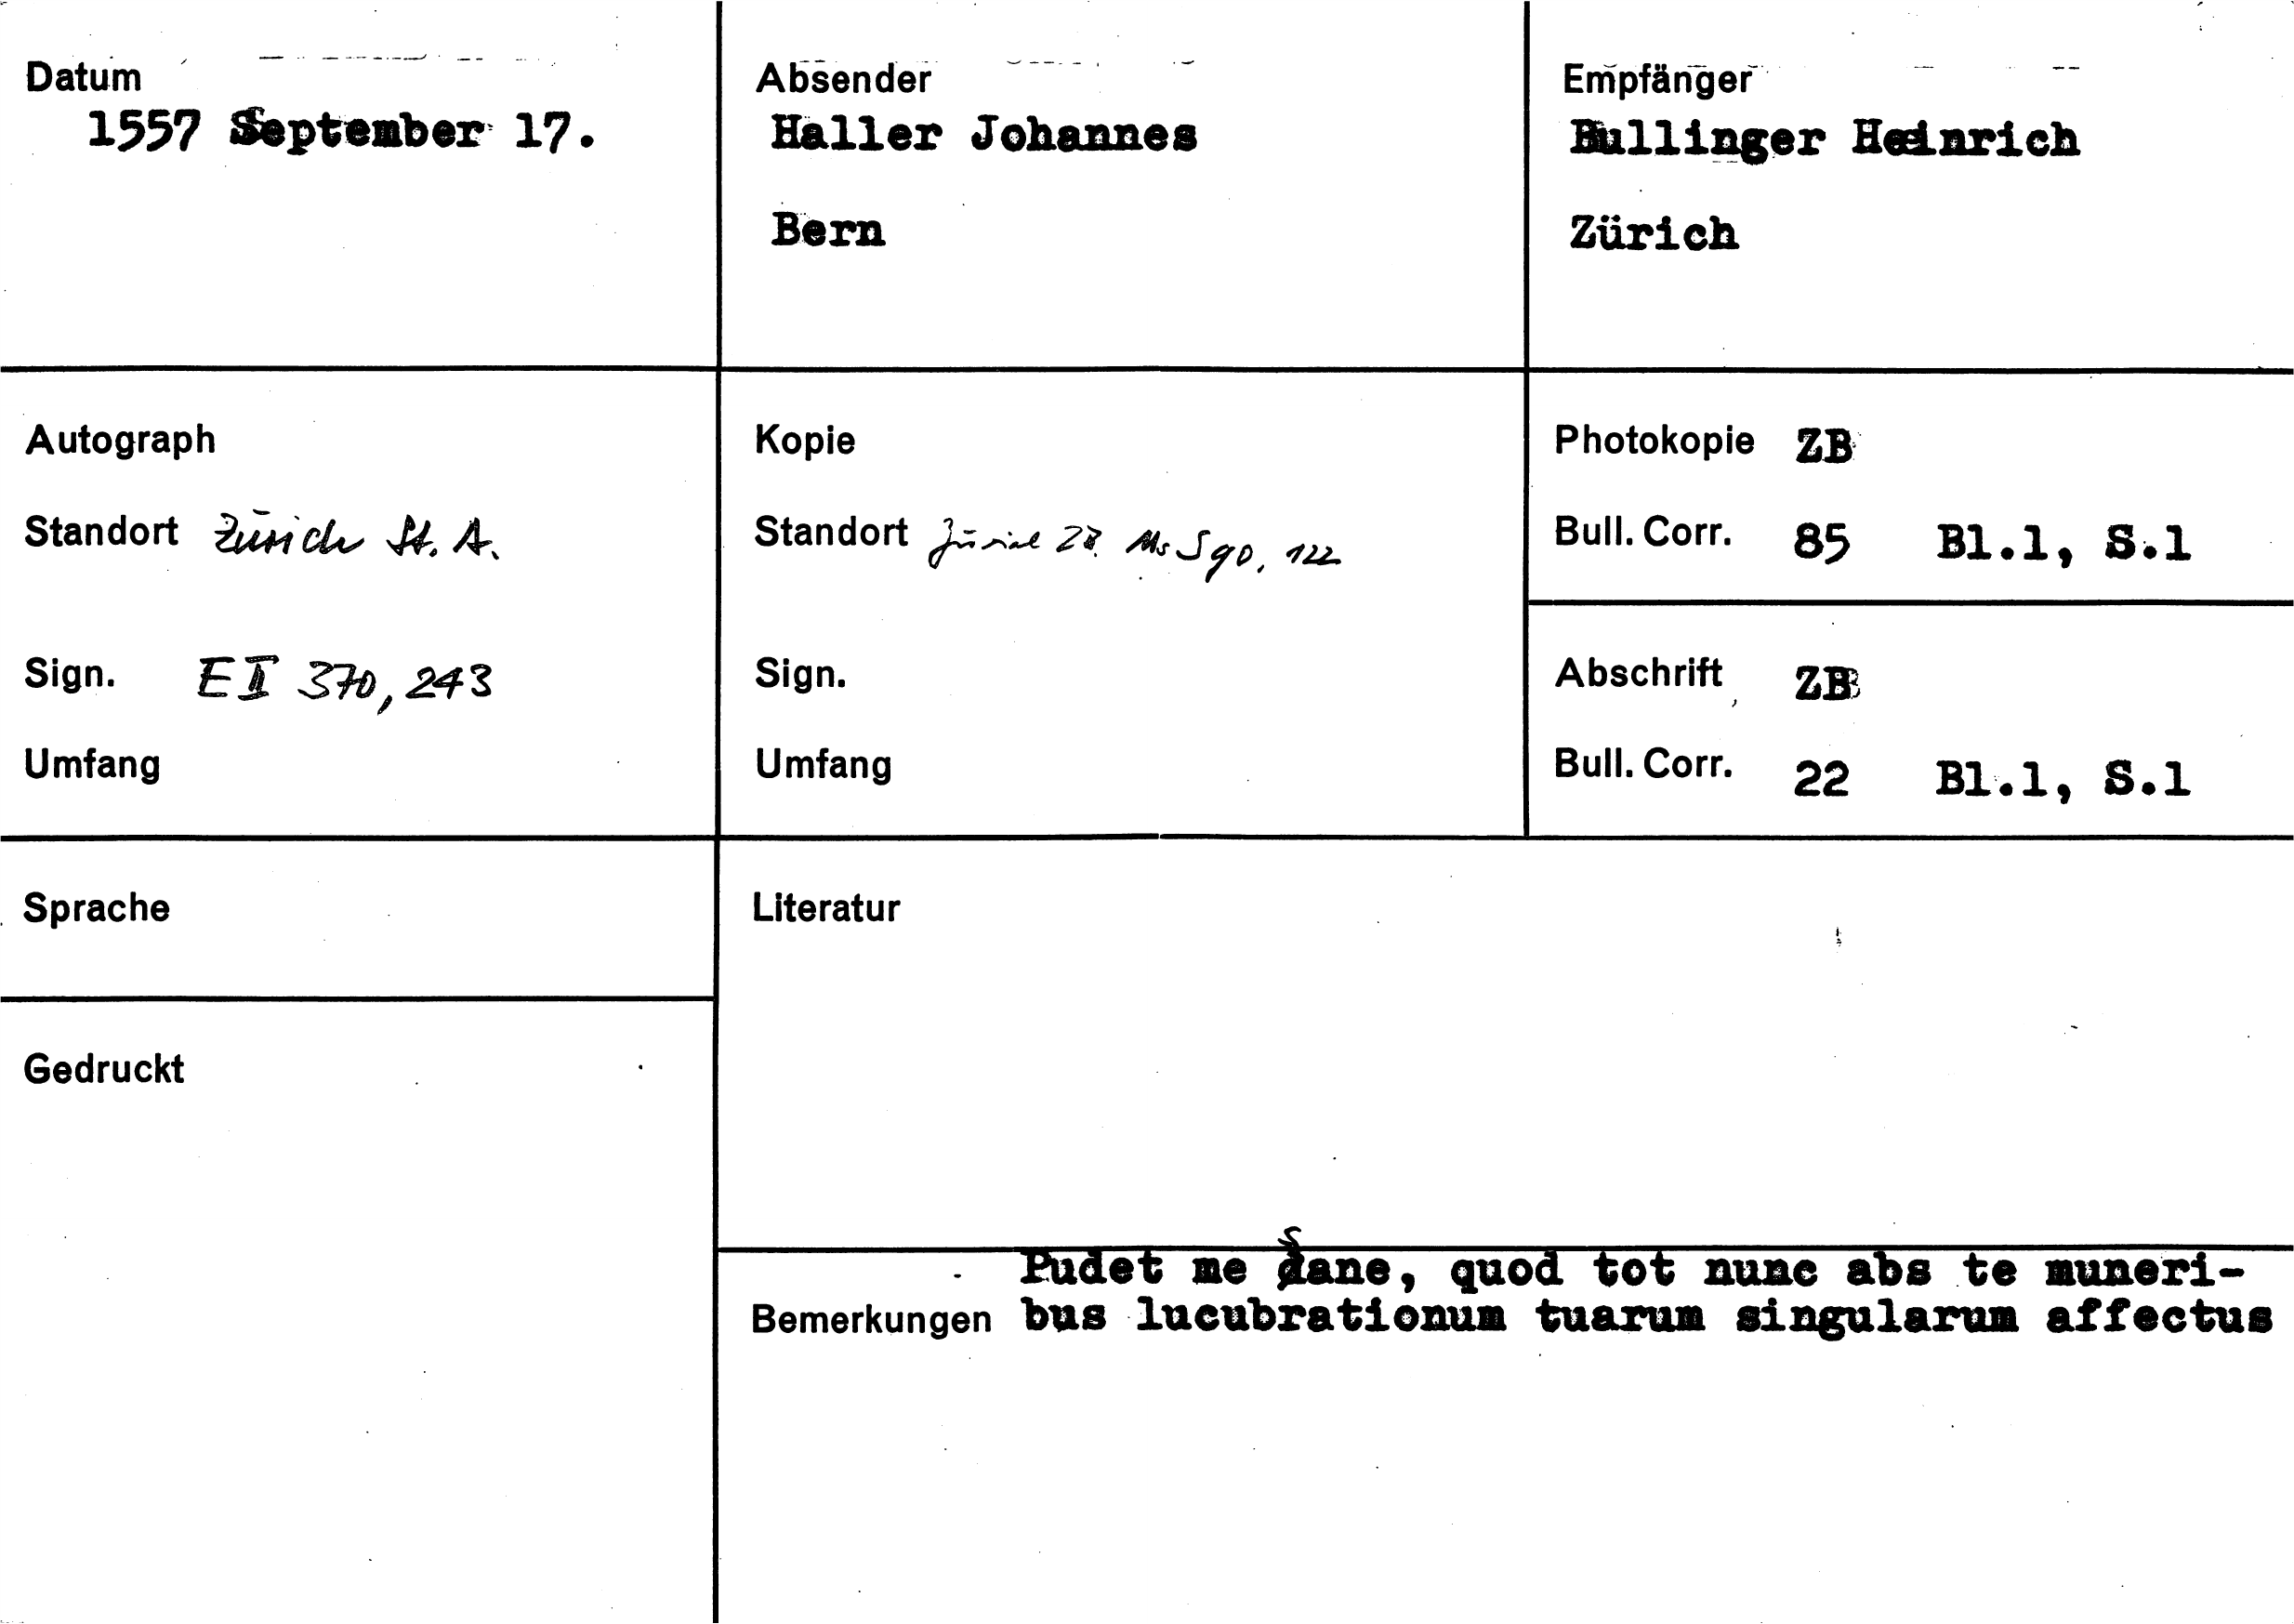 Datum
1557 September 17.
Absender
Haller Johannes
Bern
Empfänger
Bullinger Heinrich
Zürich
Autograph
Standort Zürich St. A.
Sign. E II 370, 243
Umfang
Kopie
Standort Zürich ZB. Ms S 90, 122
Sign.
Umfang
Photokopie ZB
Bull. Corr. 85 Bl.1, S.1
Abschrift ZB
Bull. Corr. 22 Bl.1, S.1
Sprache
Gedruckt
Literatur
Pudet me sane, quod tot nunc abs te muneri-
Bemerkungen bus lucubrationum tuarum singularum affectus